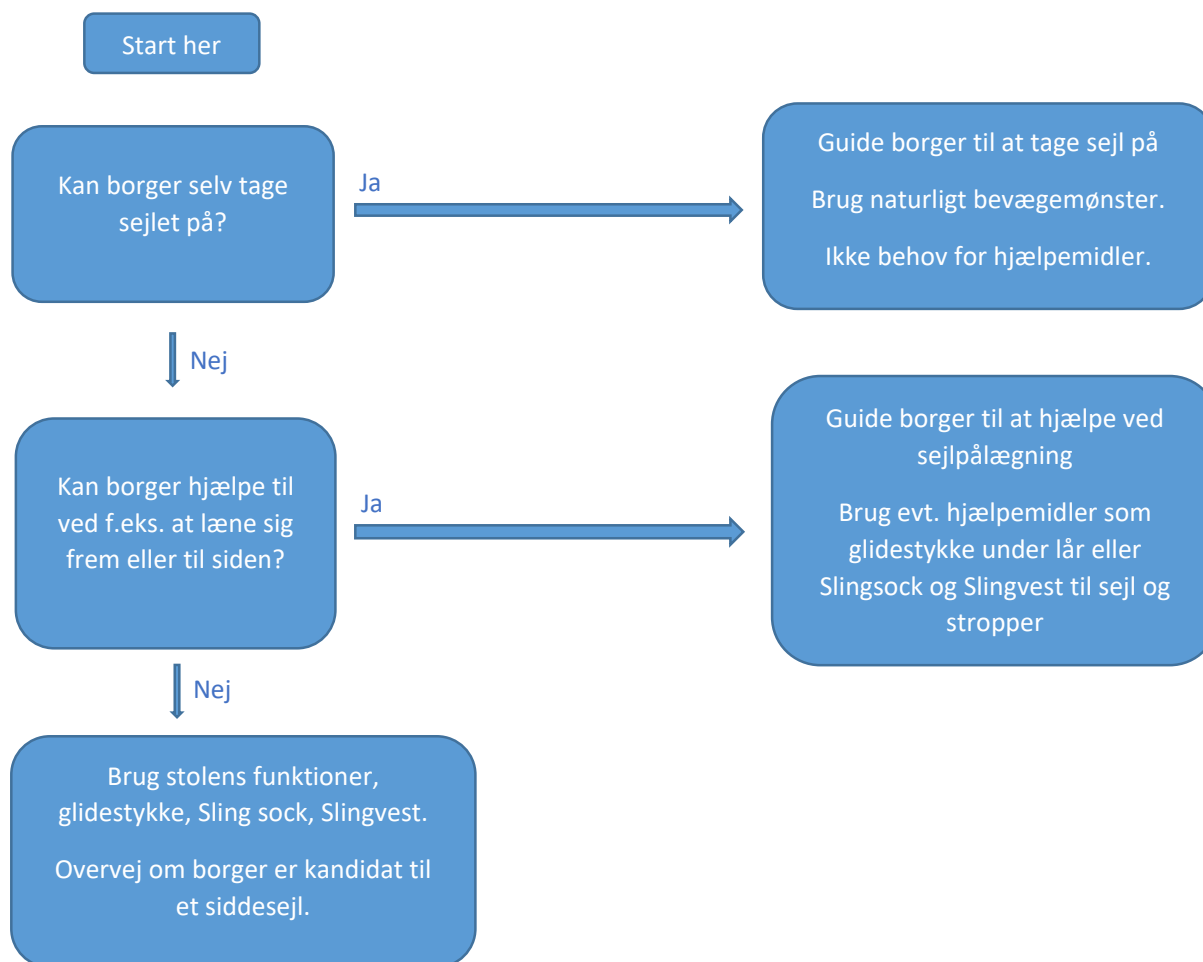 Start her
Kan borger selv tage
sejlet på?
Ja
Guide borger til at tage sejl på
Brug naturligt bevægemønster.
Ikke behov for hjælpemidler.
Nej
Kan borger hjælpe til
ved f.eks. at læne sig
frem eller til siden?
Ja
Guide borger til at hjælpe ved
sejlpålægning
Brug evt. hjælpemidler som
glidestykke under lår eller
Slingsock og Slingvest til sejl og
stropper
Nej
Brug stolens funktioner,
glidestykke, Sling sock, Slingvest.
Overvej om borger er kandidat til
et siddesejl.